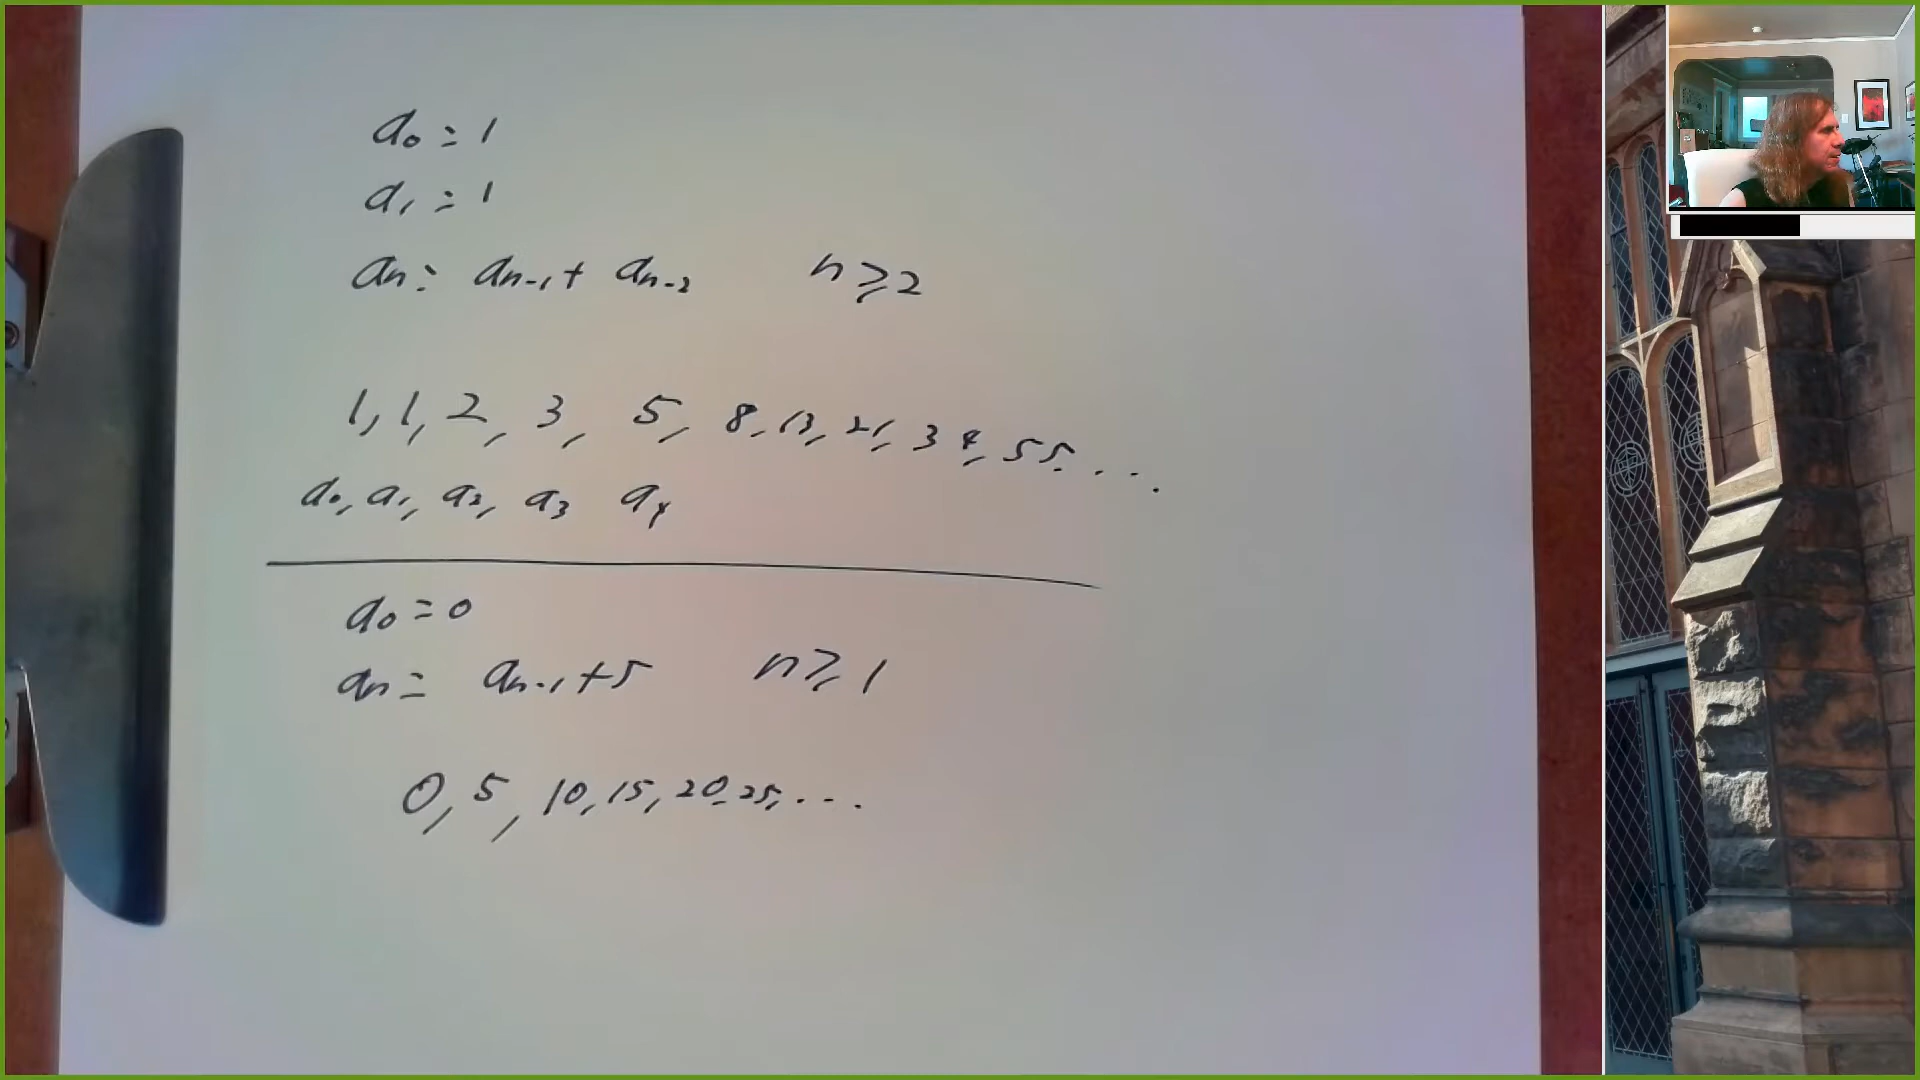 a₀ = 1
a₁ = 1
aₙ = aₙ₋₁ + aₙ₋₂ n ≥ 2
1, 1, 2, 3, 5, 8, 13, 21, 34, 55, ...
a₀, a₁, a₂, a₃ a₄
a₀ = 0
aₙ = aₙ₋₁ + 5 n ≥ 1
0, 5, 10, 15, 20, 25, ...